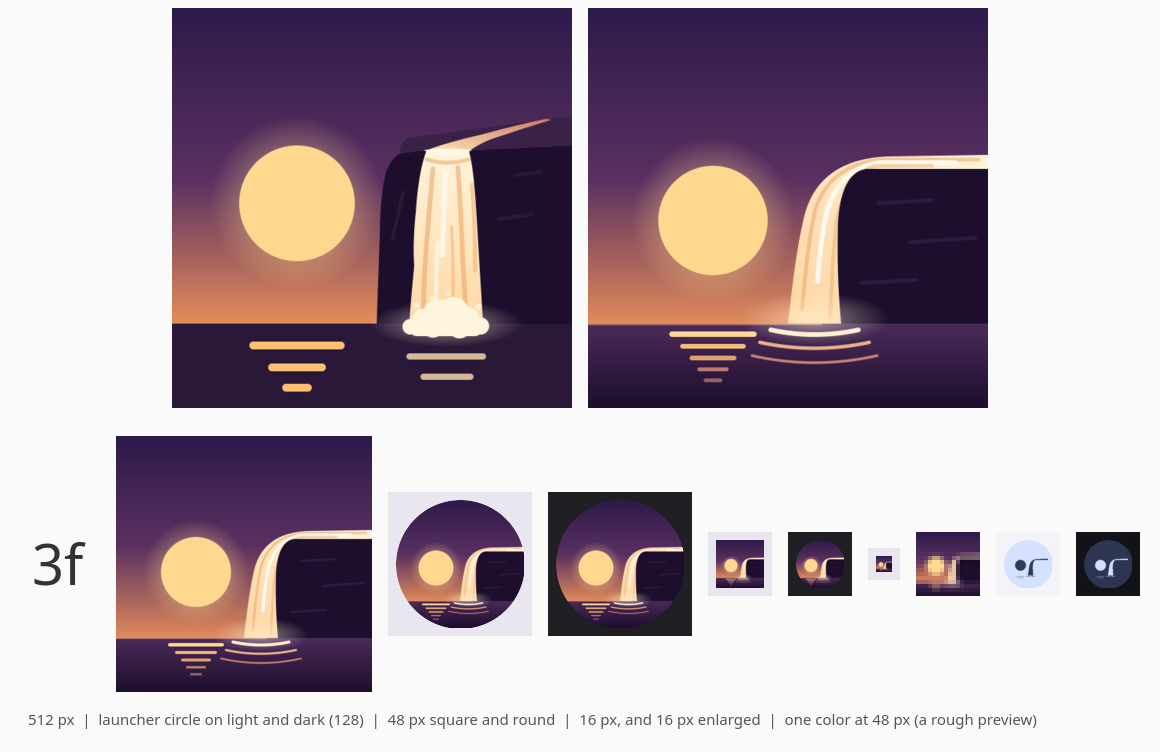 3f
512 px | launcher circle on light and dark (128) | 48 px square and round | 16 px, and 16 px enlarged | one color at 48 px (a rough preview)